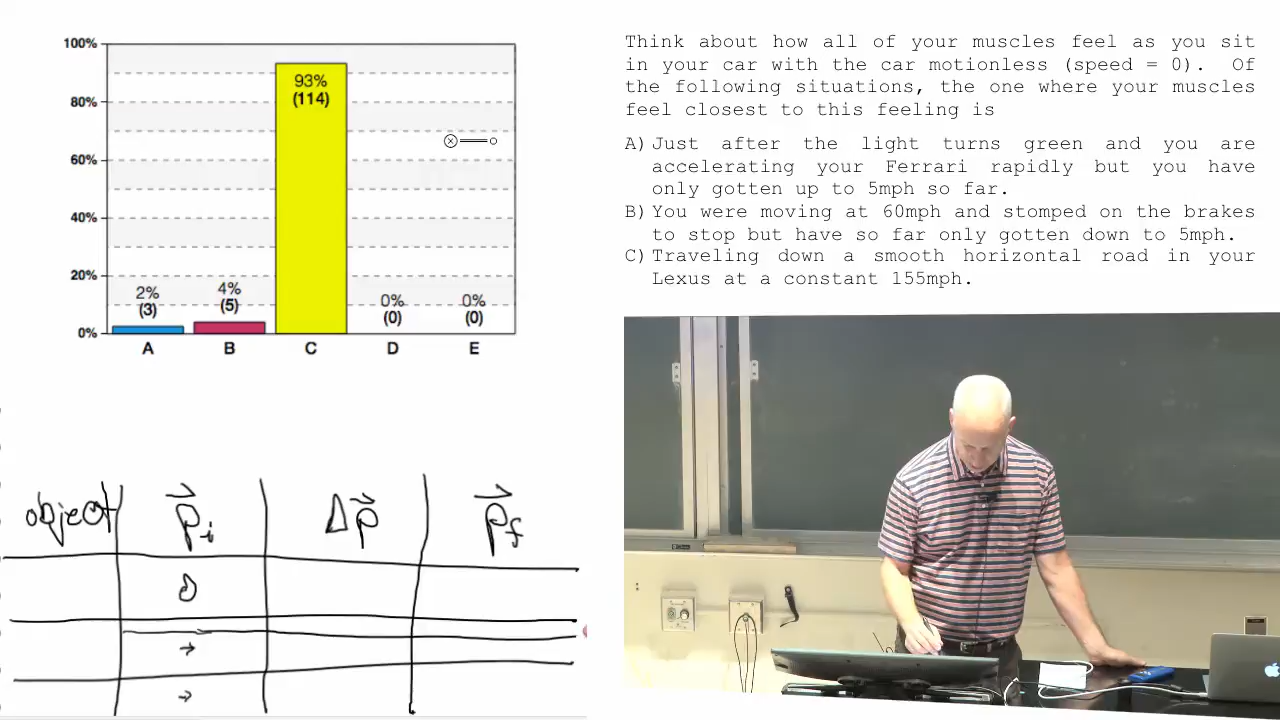 100%
80%
60%
40%
20%
0%
2%
(3)
4%
(5)
93%
(114)
0%
(0)
0%
(0)
A B C D E
Think about how all of your muscles feel as you sit
in your car with the car motionless (speed = 0). Of
the following situations, the one where your muscles
feel closest to this feeling is
A) Just after the light turns green and you are
accelerating your Ferrari rapidly but you have
only gotten up to 5mph so far.
B) You were moving at 60mph and stomped on the brakes
to stop but have so far only gotten down to 5mph.
C) Traveling down a smooth horizontal road in your
Lexus at a constant 155mph.
object p⃗i Δp⃗ p⃗f
0
→
→